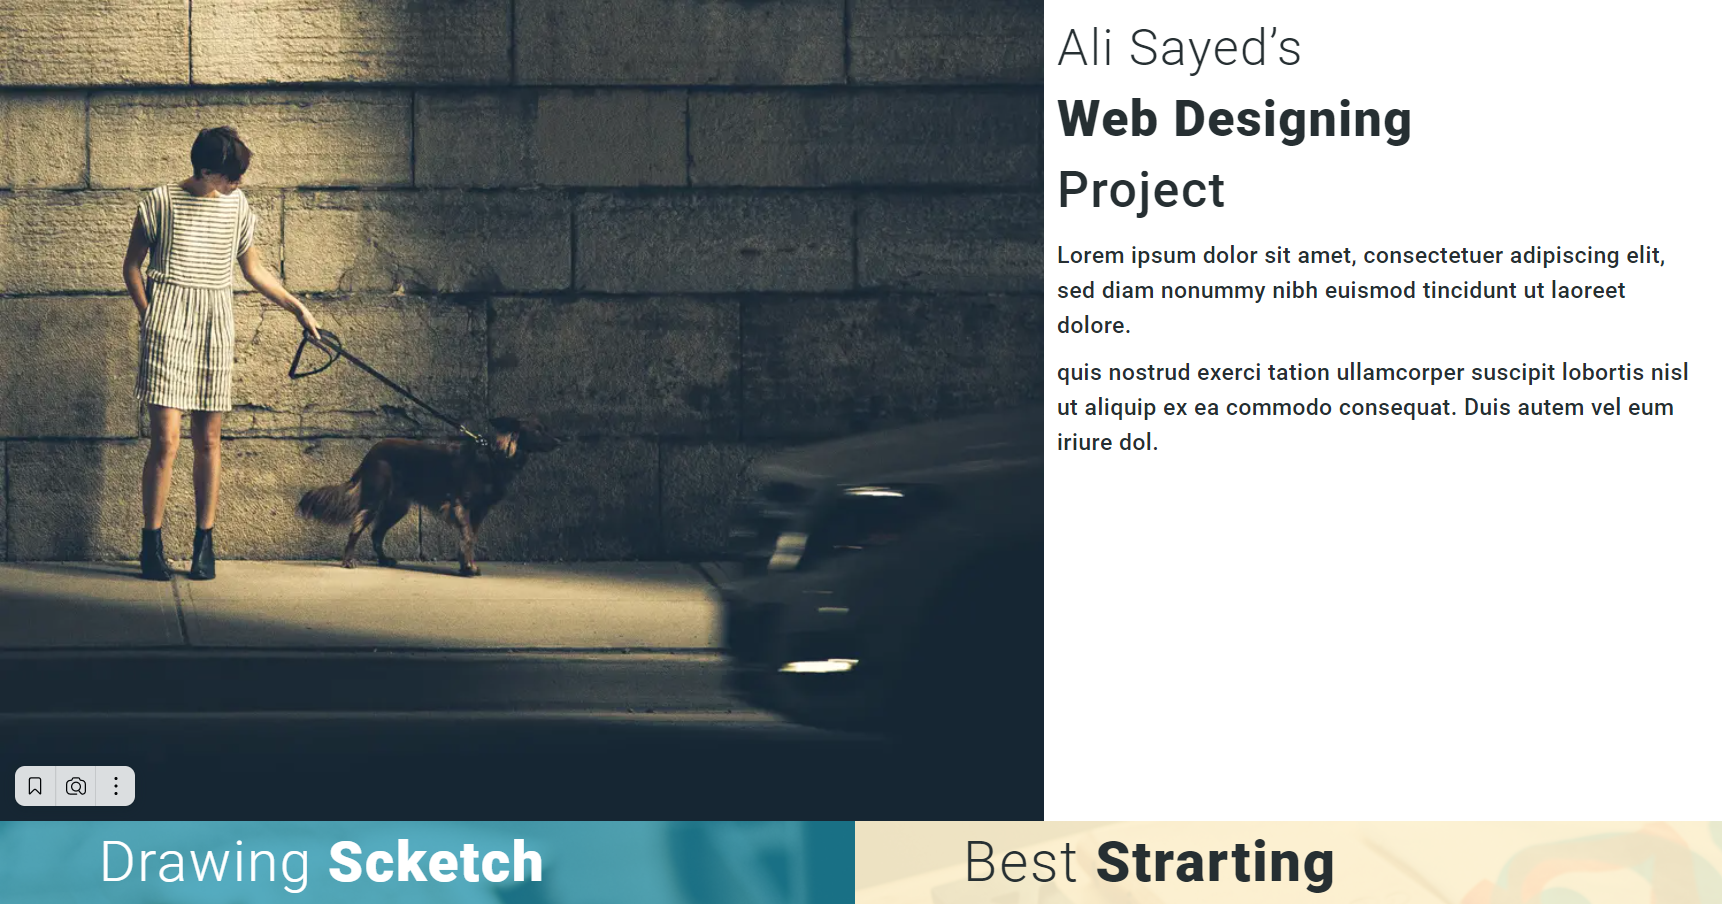 Ali Sayed’s
Web Designing
Project
Lorem ipsum dolor sit amet, consectetuer adipiscing elit,
sed diam nonummy nibh euismod tincidunt ut laoreet
dolore.
quis nostrud exerci tation ullamcorper suscipit lobortis nisl
ut aliquip ex ea commodo consequat. Duis autem vel eum
iriure dol.
Drawing Scketch
Best Strarting